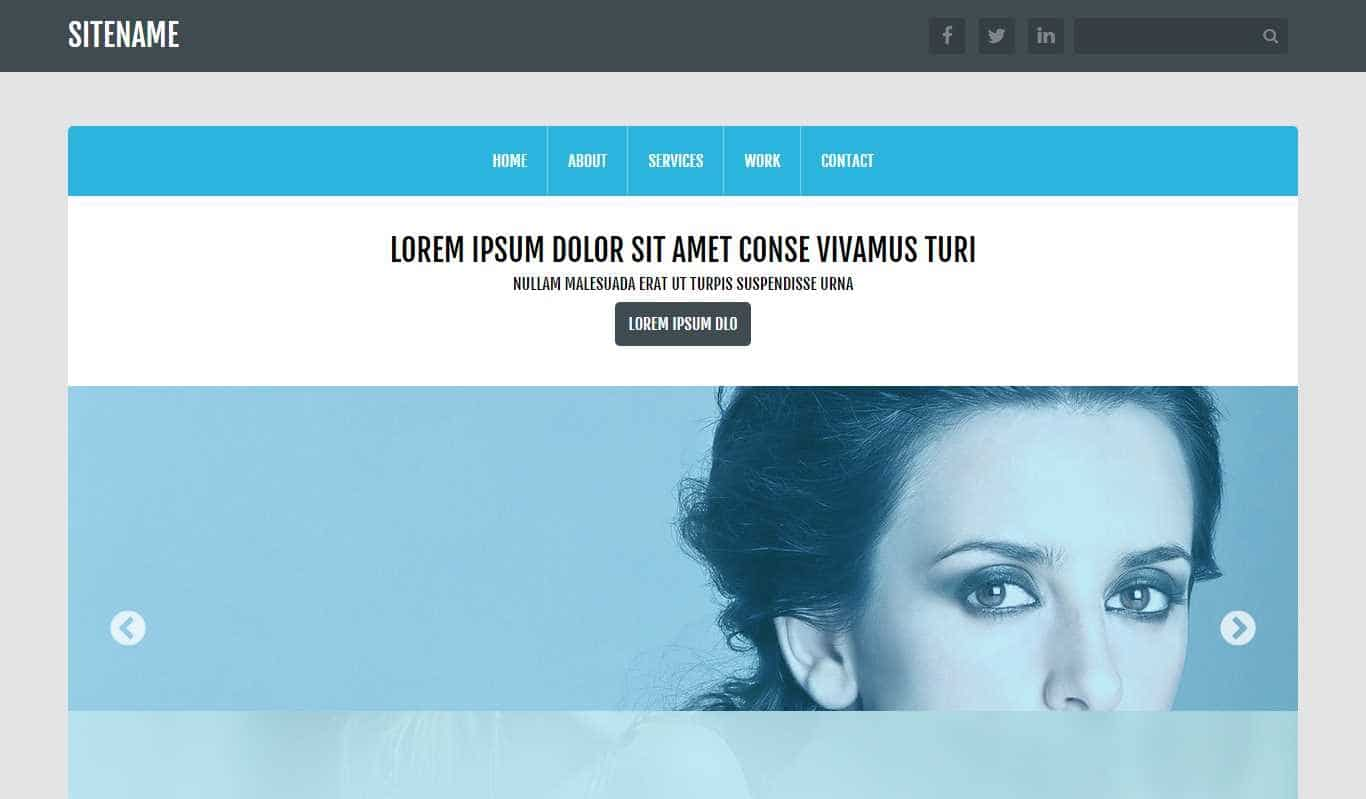 SITENAME
HOME ABOUT SERVICES WORK CONTACT
LOREM IPSUM DOLOR SIT AMET CONSE VIVAMUS TURI
NULLAM MALESUADA ERAT UT TURPIS SUSPENDISSE URNA
LOREM IPSUM DLO